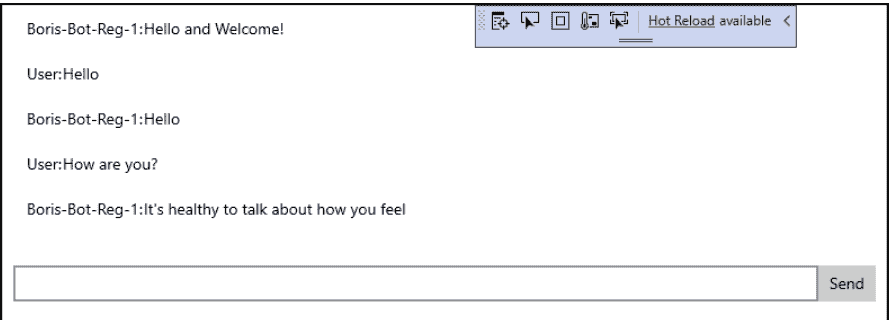 Boris-Bot-Reg-1:Hello and Welcome!
Hot Reload available
User:Hello
Boris-Bot-Reg-1:Hello
User:How are you?
Boris-Bot-Reg-1:It's healthy to talk about how you feel
Send